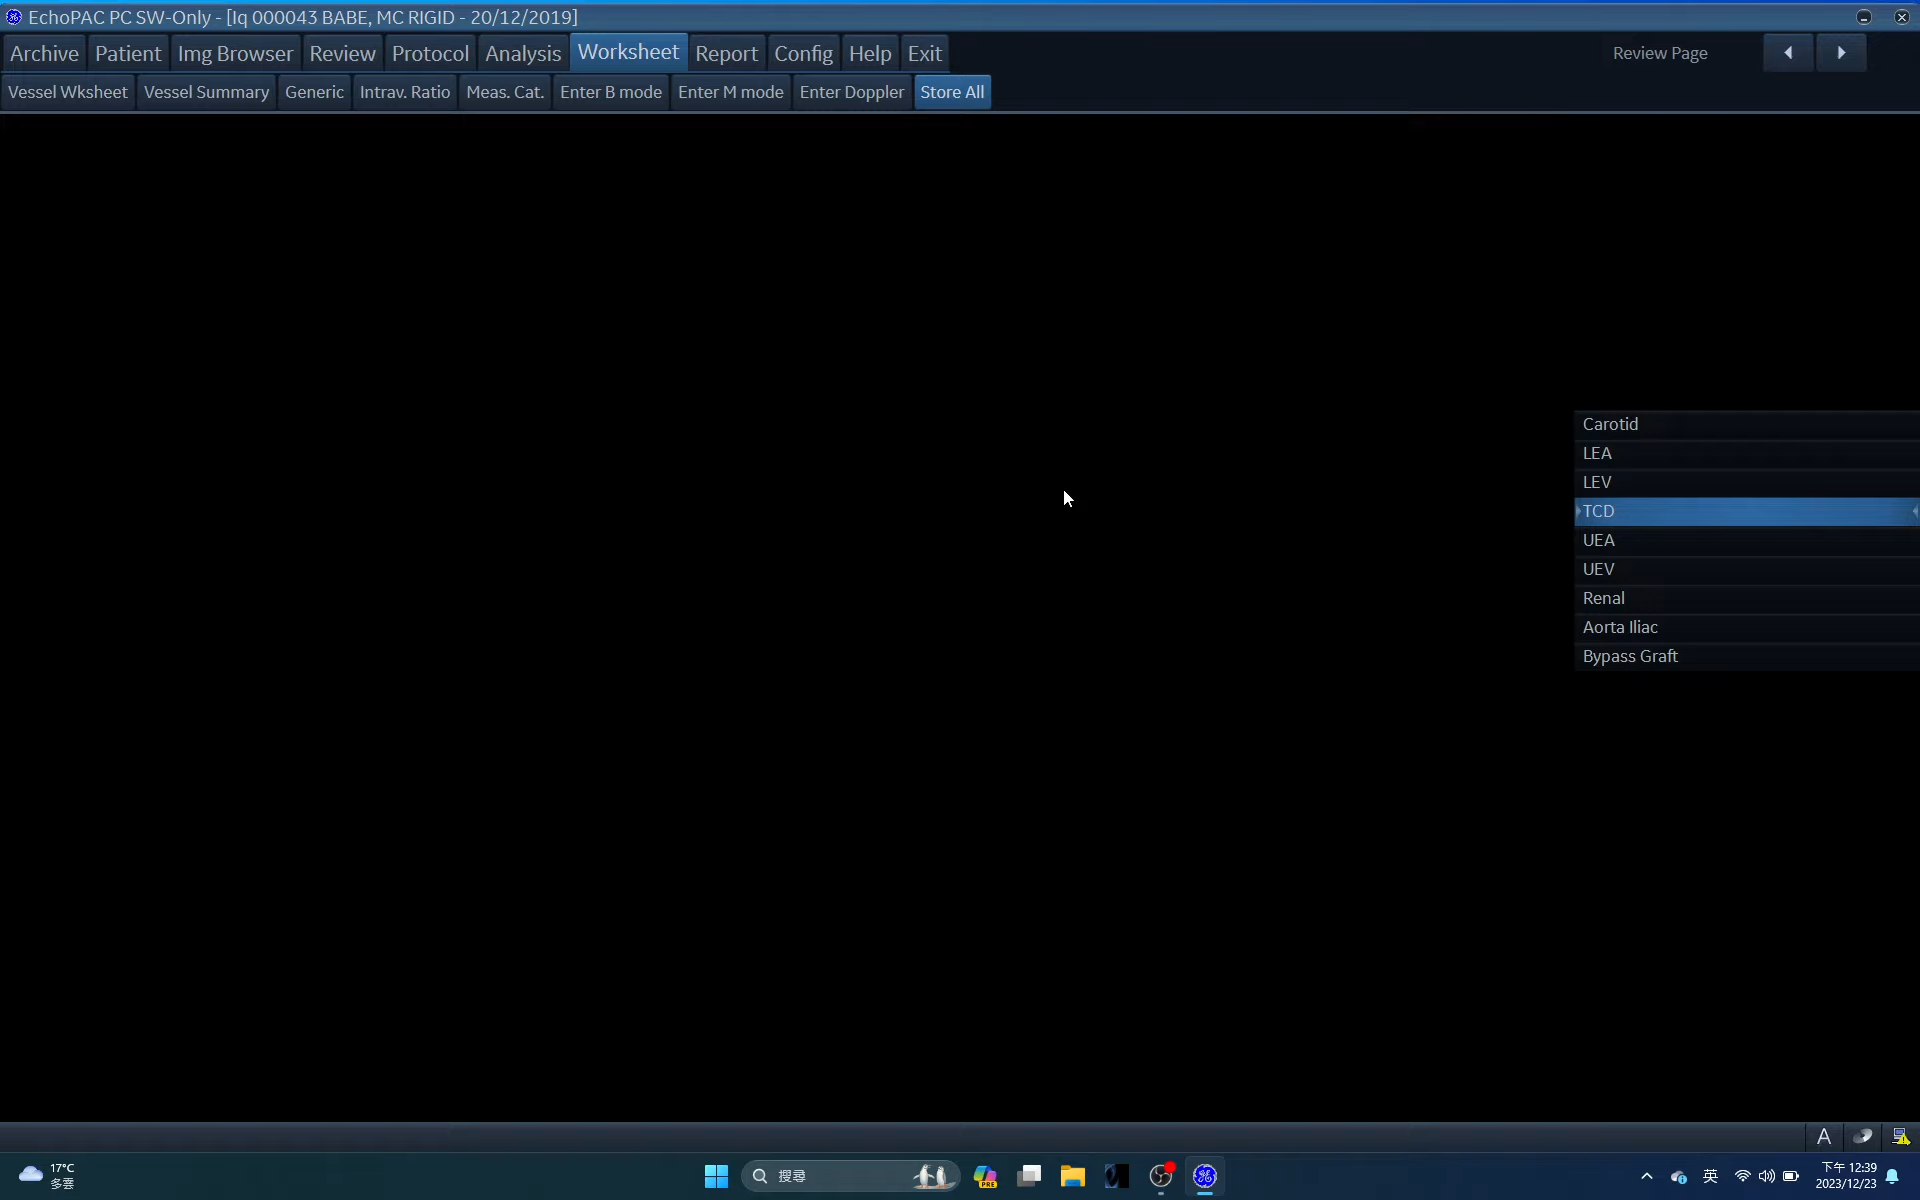 EchoPAC PC SW-Only - [Iq 000043 BABE, MC RIGID - 20/12/2019]
Archive Patient Img Browser Review Protocol Analysis Worksheet Report Config Help Exit Review Page
Vessel Wksheet Vessel Summary Generic Intrav. Ratio Meas. Cat. Enter B mode Enter M mode Enter Doppler Store All
Carotid
LEA
LEV
TCD
UEA
UEV
Renal
Aorta Iliac
Bypass Graft
A
17°C
多雲
搜尋
PRE
英
下午 12:39
2023/12/23